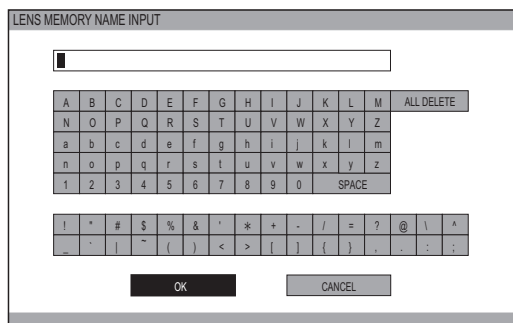 LENS MEMORY NAME INPUT
A B C D E F G H I J K L M ALL DELETE
N O P Q R S T U V W X Y Z
a b c d e f g h i j k l m
n o p q r s t u v w x y z
1 2 3 4 5 6 7 8 9 0 SPACE
! " # $ % & ' * + - / = ? @ \ ^
_ ` | ~ ( ) < > [ ] { } , . : ;
OK CANCEL